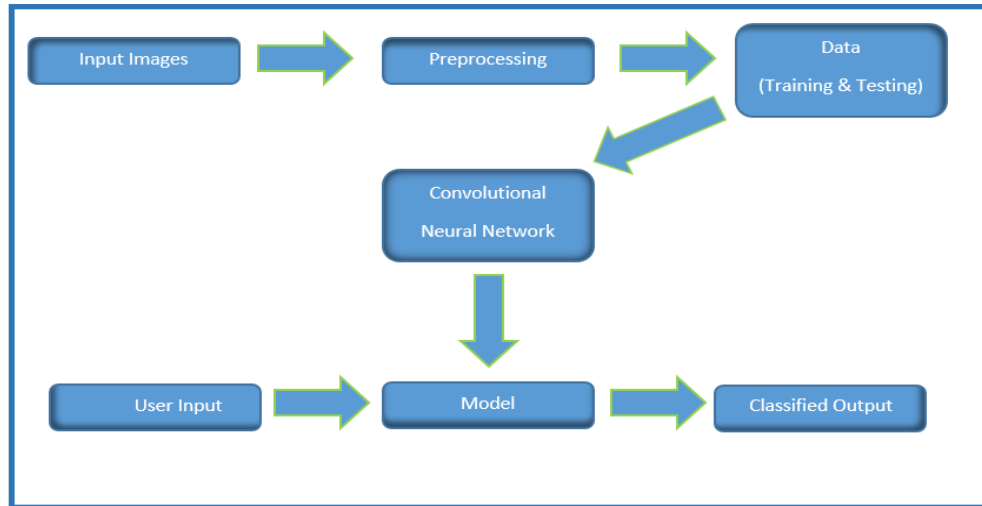 Input Images
Preprocessing
Data
(Training & Testing)
Convolutional
Neural Network
User Input
Model
Classified Output